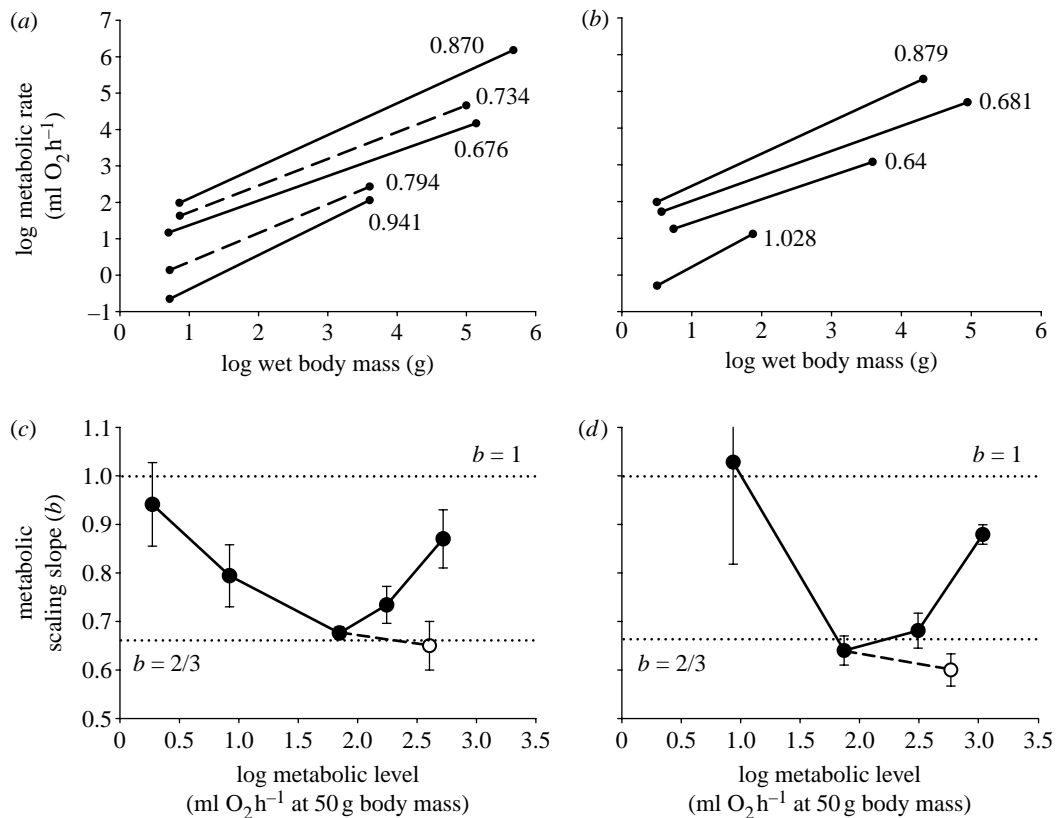 (a)
7
6
5
4
3
2
1
0
–1
log metabolic rate
(ml O2h–1)
0.870
0.734
0.676
0.794
0.941
0 1 2 3 4 5 6
log wet body mass (g)
(b)
0.879
0.681
0.64
1.028
0 1 2 3 4 5 6
log wet body mass (g)
(c)
1.1
1.0
0.9
0.8
0.7
0.6
0.5
metabolic
scaling slope (b)
b = 1
b = 2/3
0 0.5 1.0 1.5 2.0 2.5 3.0 3.5
log metabolic level
(ml O2h–1 at 50 g body mass)
(d)
b = 1
b = 2/3
0 0.5 1.0 1.5 2.0 2.5 3.0 3.5
log metabolic level
(ml O2h–1 at 50 g body mass)